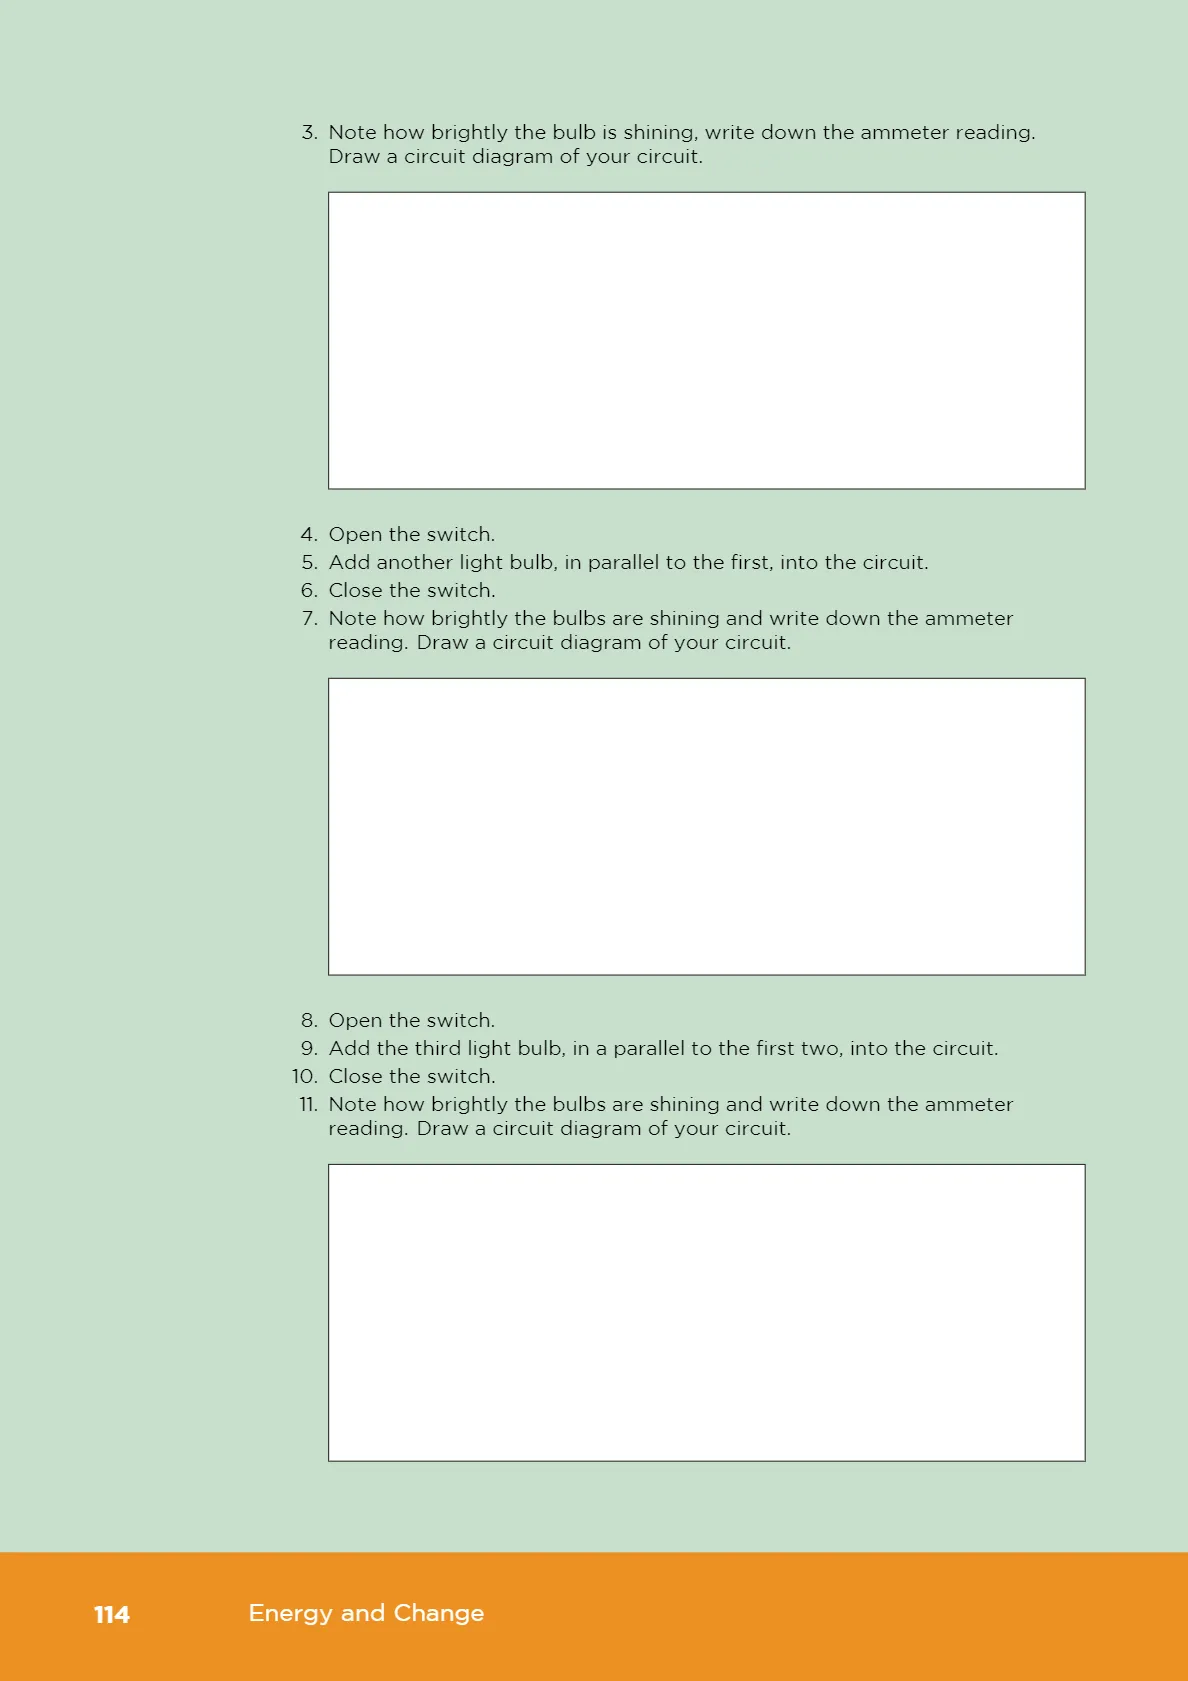 3. Note how brightly the bulb is shining, write down the ammeter reading.
Draw a circuit diagram of your circuit.
4. Open the switch.
5. Add another light bulb, in parallel to the first, into the circuit.
6. Close the switch.
7. Note how brightly the bulbs are shining and write down the ammeter
reading. Draw a circuit diagram of your circuit.
8. Open the switch.
9. Add the third light bulb, in a parallel to the first two, into the circuit.
10. Close the switch.
11. Note how brightly the bulbs are shining and write down the ammeter
reading. Draw a circuit diagram of your circuit.
114 Energy and Change